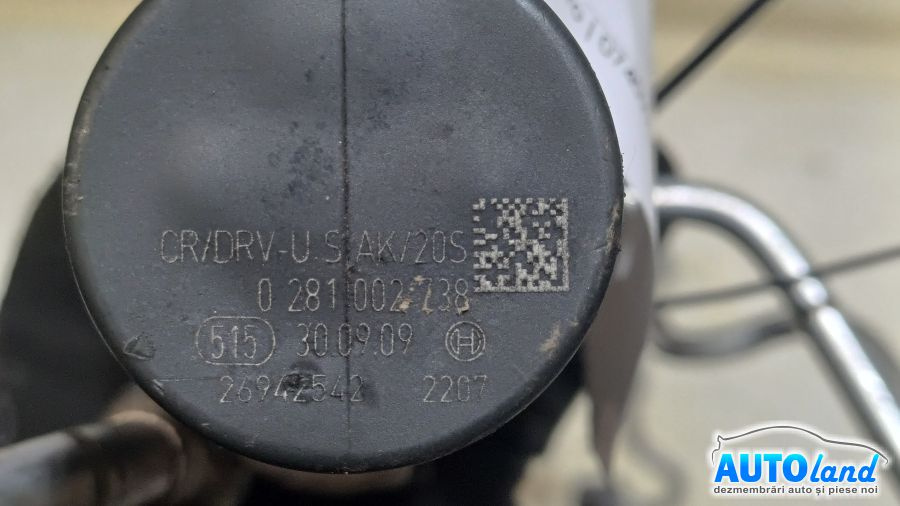 CR/DRV-U.S/AK/20S
0 281 002 738
515 30.09.09
26942542 2207
AUTOland
dezmembrări auto și piese noi